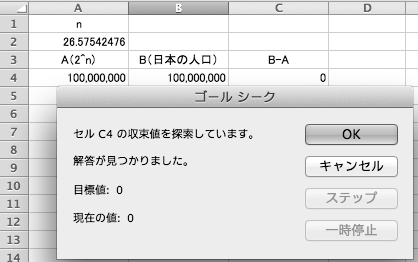 A B C D
1 n
2 26.57542476
3 A(2^n) B(日本の人口) B-A
4 100,000,000 100,000,000 0
5
6
7
8
9
10
11
12
13
14
ゴール シーク
セル C4 の収束値を探索しています。
解答が見つかりました。
目標値: 0
現在の値: 0
OK
キャンセル
ステップ
一時停止